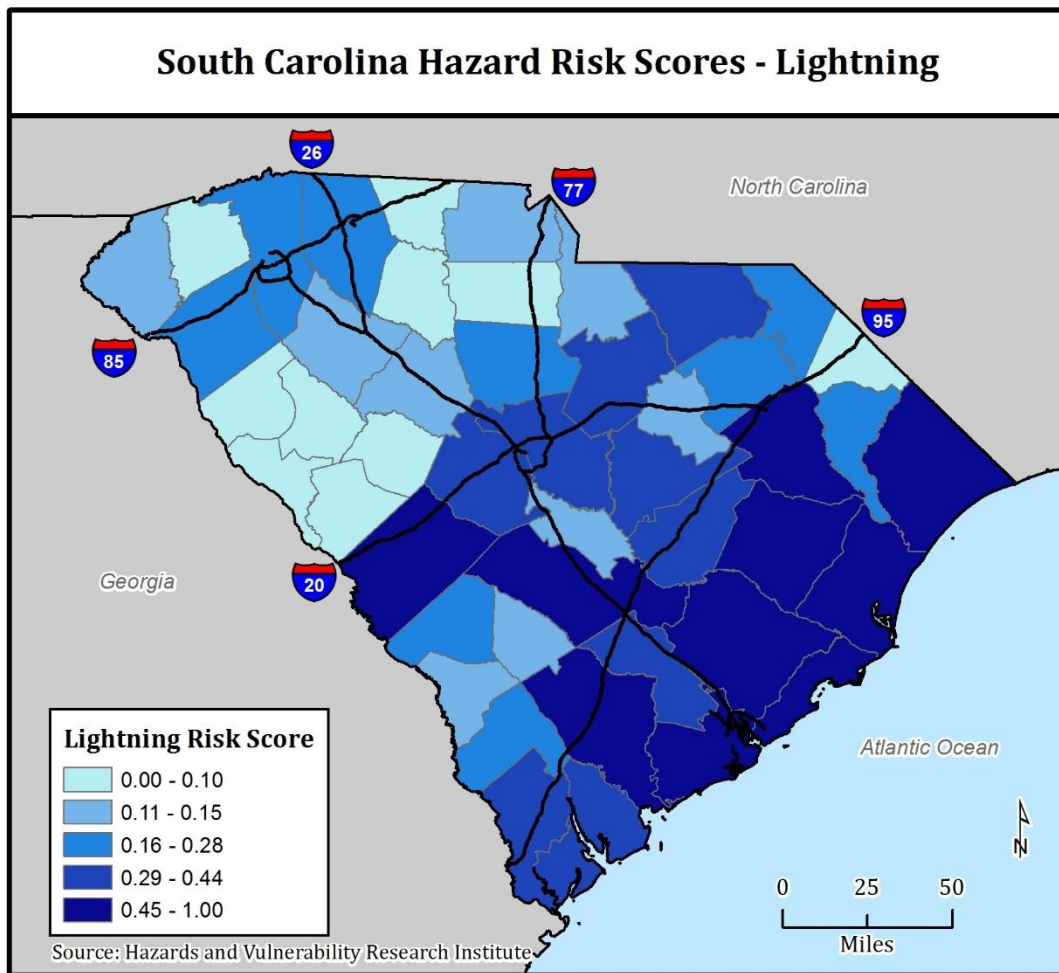 South Carolina Hazard Risk Scores - Lightning
26
77
North Carolina
95
85
20
Georgia
Atlantic Ocean
Lightning Risk Score
0.00 - 0.10
0.11 - 0.15
0.16 - 0.28
0.29 - 0.44
0.45 - 1.00
N
0 25 50
Miles
Source: Hazards and Vulnerability Research Institute